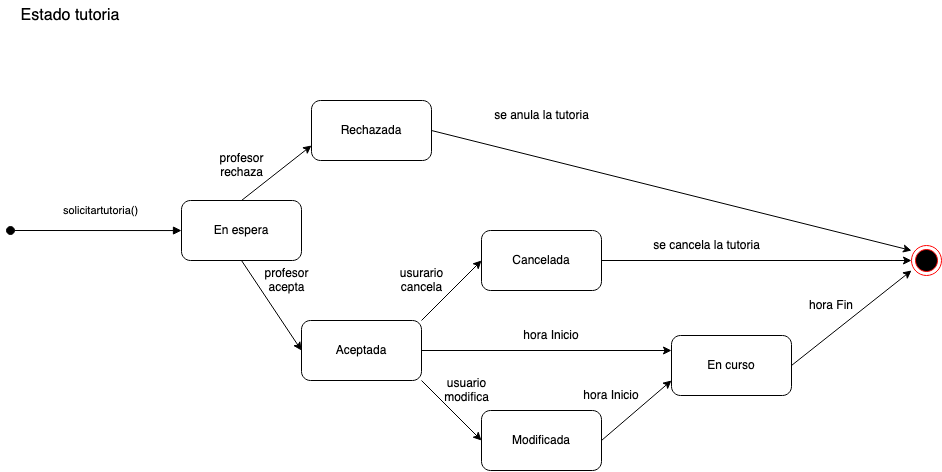 Estado tutoria
Rechazada
se anula la tutoria
profesor
rechaza
solicitartutoria()
En espera
profesor
acepta
usurario
cancela
Cancelada
se cancela la tutoria
hora Fin
Aceptada
hora Inicio
En curso
usuario
modifica
hora Inicio
Modificada